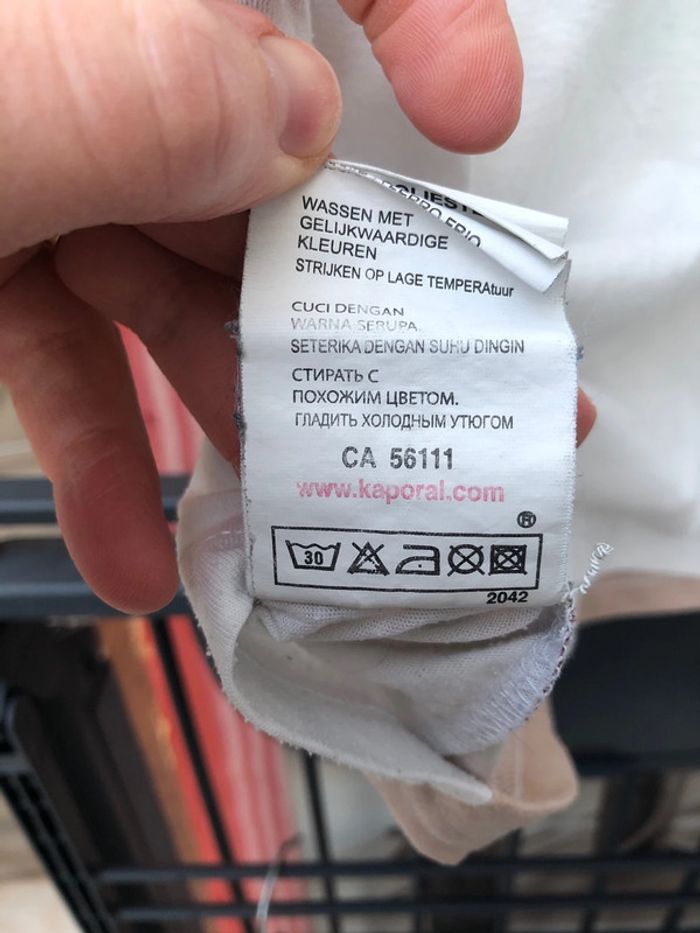 WASSEN MET
GELIJKWAARDIGE
KLEUREN
STRIJKEN OP LAGE TEMPERAtuur
CUCI DENGAN
WARNA SERUPA.
SETERIKA DENGAN SUHU DINGIN
СТИРАТЬ С
ПОХОЖИМ ЦВЕТОМ.
ГЛАДИТЬ ХОЛОДНЫМ УТЮГОМ
CA 56111
www.kaporal.com
®
30
2042